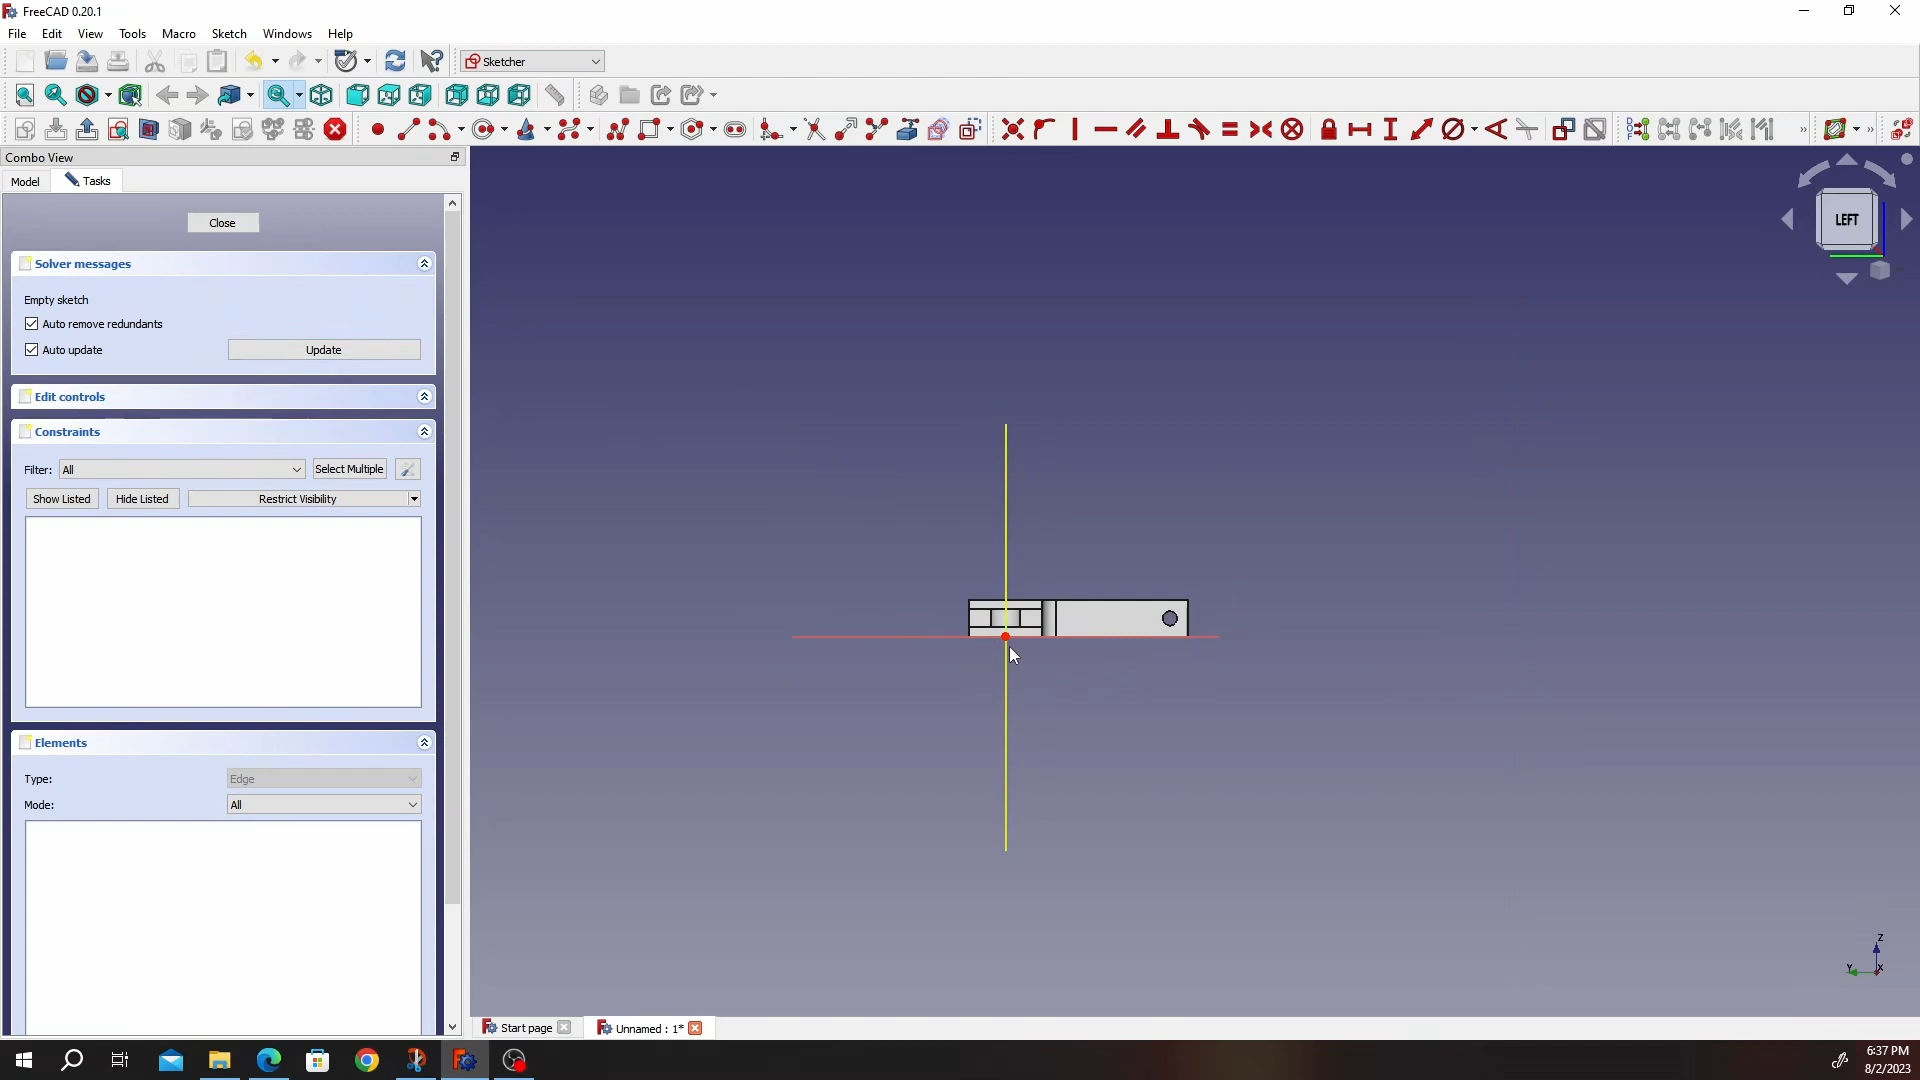 FreeCAD 0.20.1
File Edit View Tools Macro Sketch Windows Help
Sketcher
Combo View
Model Tasks
Close
Solver messages
Empty sketch
Auto remove redundants
Auto update Update
Edit controls
Constraints
Filter: All Select Multiple
Show Listed Hide Listed Restrict Visibility
Elements
Type: Edge
Mode: All
LEFT
Z
Y X
Start page Unnamed : 1*
6:37 PM
8/2/2023